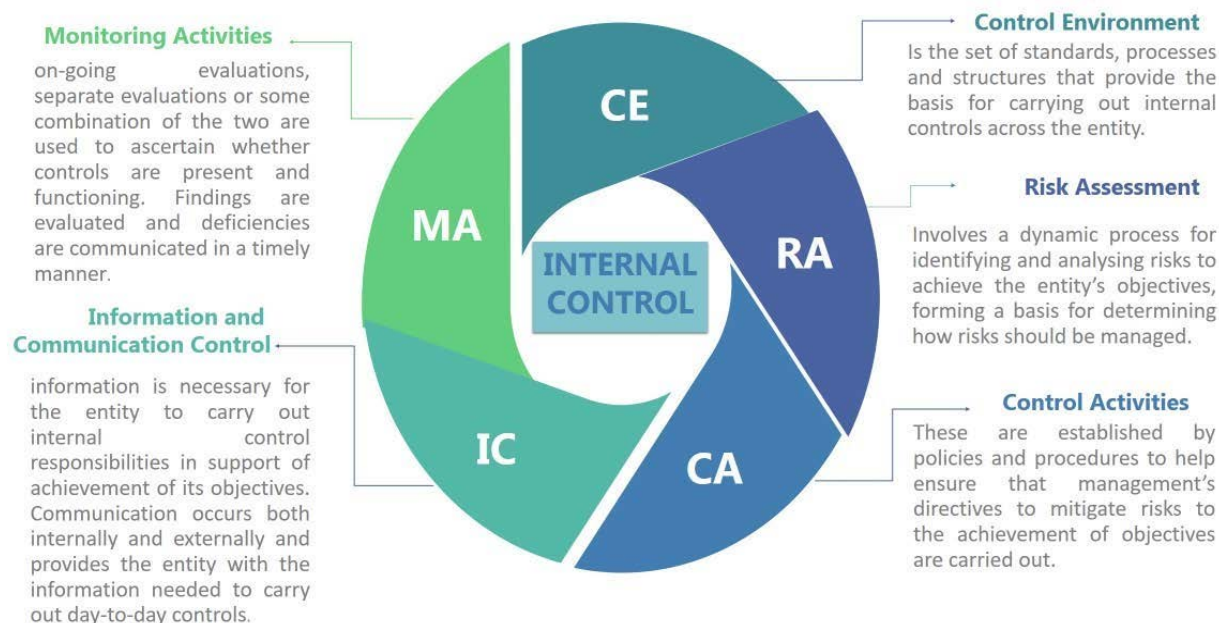 Monitoring Activities
on-going evaluations,
separate evaluations or some
combination of the two are
used to ascertain whether
controls are present and
functioning. Findings are
evaluated and deficiencies
are communicated in a timely
manner.
Information and
Communication Control
information is necessary for
the entity to carry out
internal control
responsibilities in support of
achievement of its objectives.
Communication occurs both
internally and externally and
provides the entity with the
information needed to carry
out day-to-day controls.
CE
MA
RA
INTERNAL
CONTROL
IC
CA
Control Environment
Is the set of standards, processes
and structures that provide the
basis for carrying out internal
controls across the entity.
Risk Assessment
Involves a dynamic process for
identifying and analysing risks to
achieve the entity's objectives,
forming a basis for determining
how risks should be managed.
Control Activities
These are established by
policies and procedures to help
ensure that management's
directives to mitigate risks to
the achievement of objectives
are carried out.